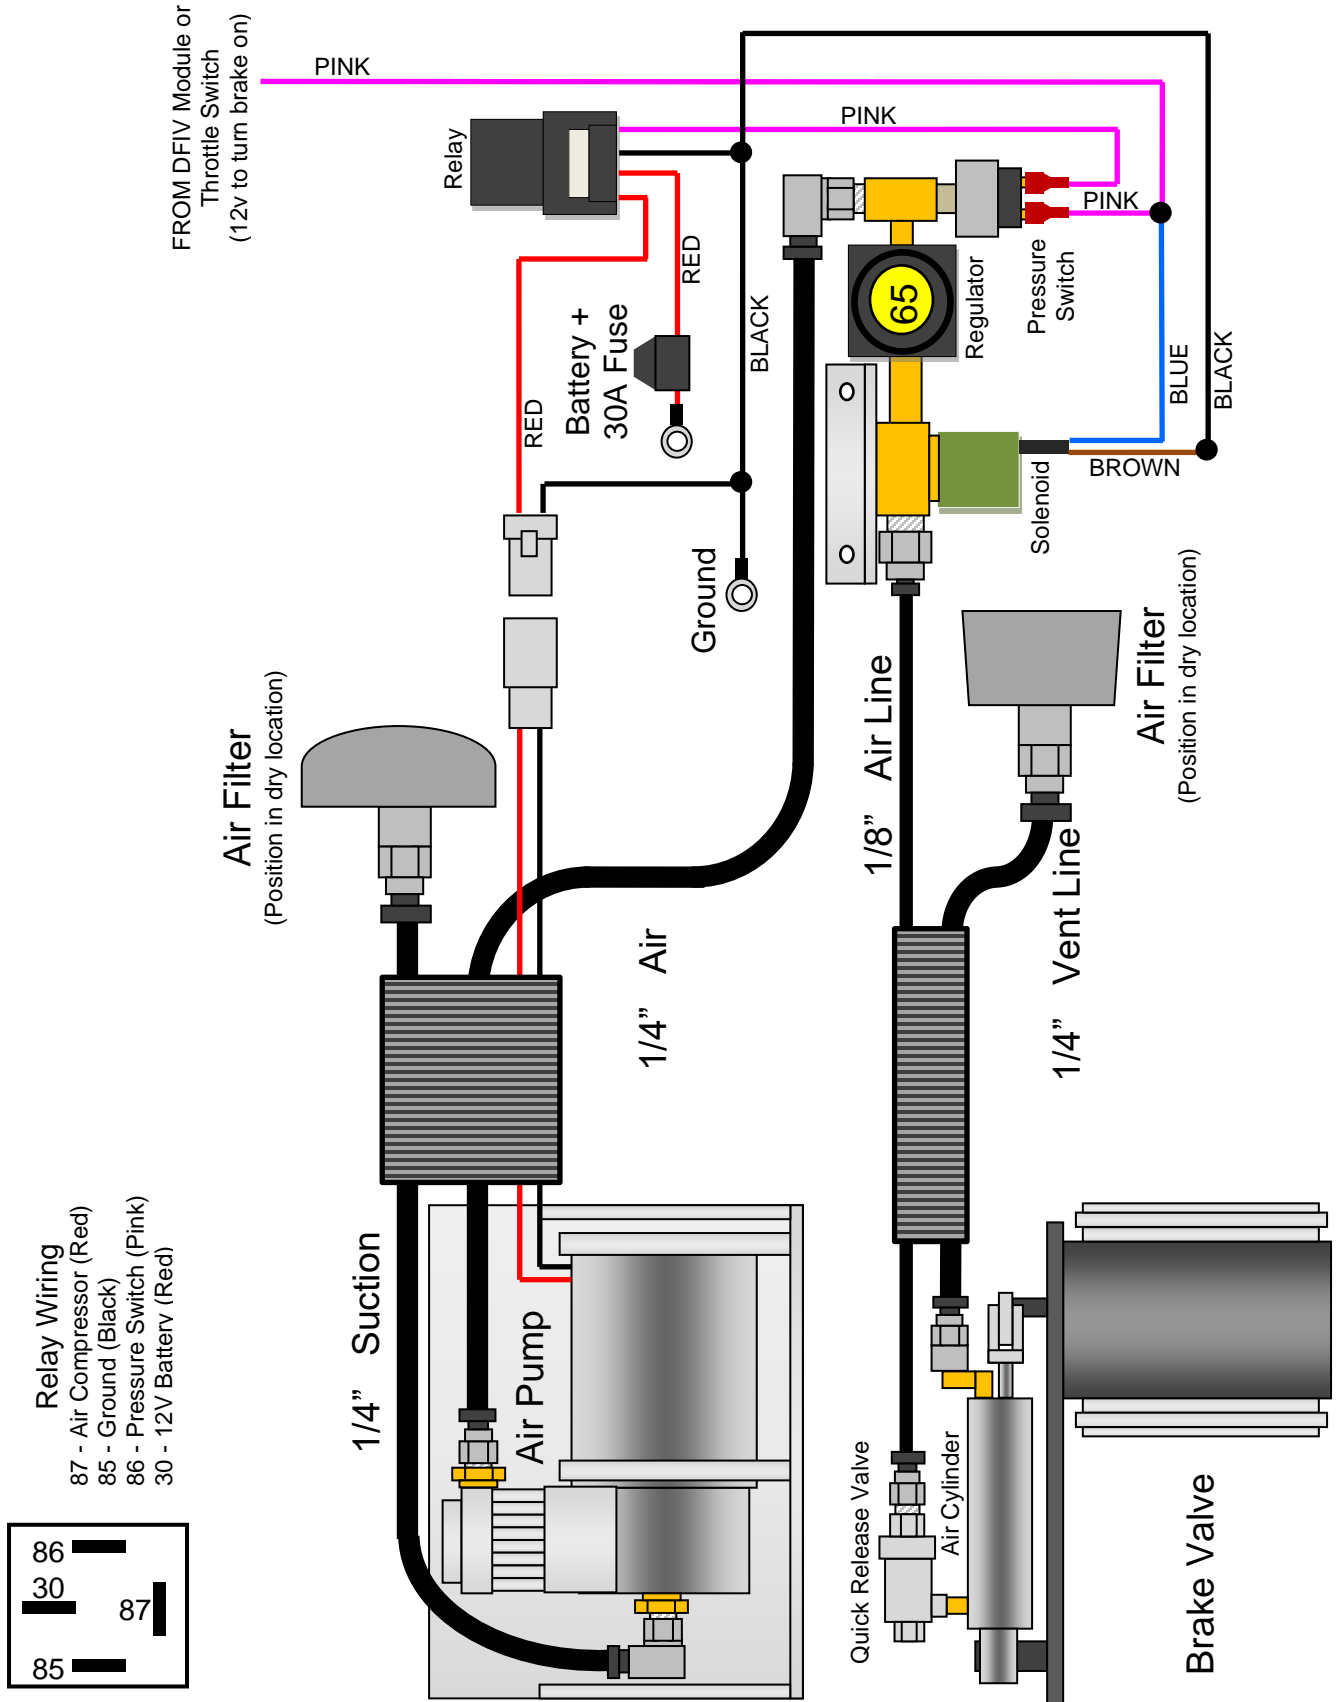 FROM DFIV Module or
Throttle Switch
(12v to turn brake on)
PINK
Relay
PINK
PINK
RED
RED
Battery +
30A Fuse
BLACK
Ground
65
Regulator
Pressure
Switch
BLUE
BLACK
BROWN
Solenoid
Air Filter
(Position in dry location)
1/8” Air Line
Air Filter
(Position in dry location)
1/4” Air
1/4” Vent Line
1/4” Suction
Air Pump
Quick Release Valve
Air Cylinder
Brake Valve
Relay Wiring
87 - Air Compressor (Red)
85 - Ground (Black)
86 - Pressure Switch (Pink)
30 - 12V Battery (Red)
86
30
87
85